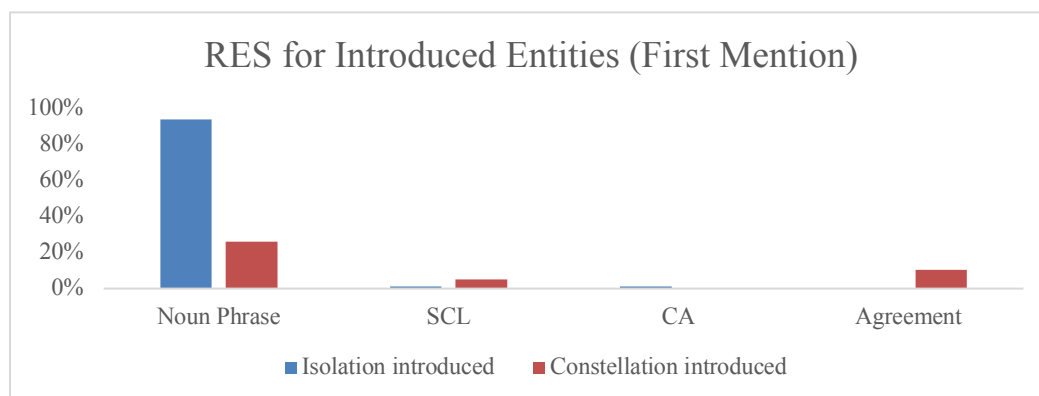 RES for Introduced Entities (First Mention)
100%
80%
60%
40%
20%
0%
Noun Phrase SCL CA Agreement
Isolation introduced Constellation introduced